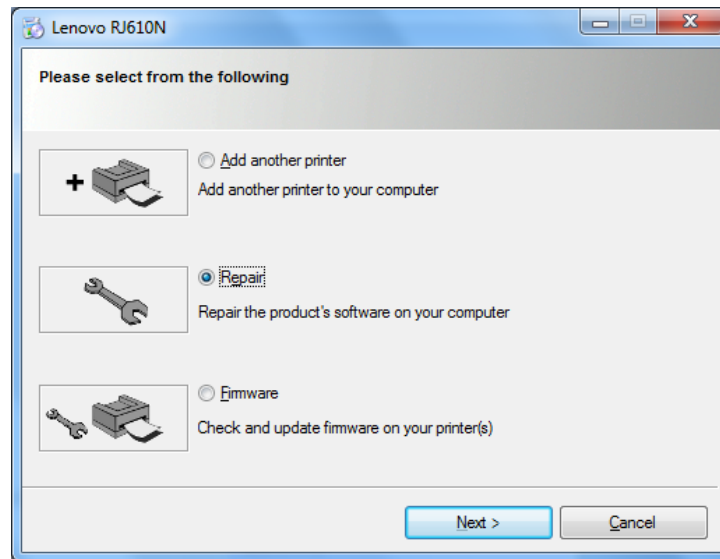 Lenovo RJ610N
Please select from the following
Add another printer
Add another printer to your computer
Repair
Repair the product's software on your computer
Firmware
Check and update firmware on your printer(s)
Next >
Cancel